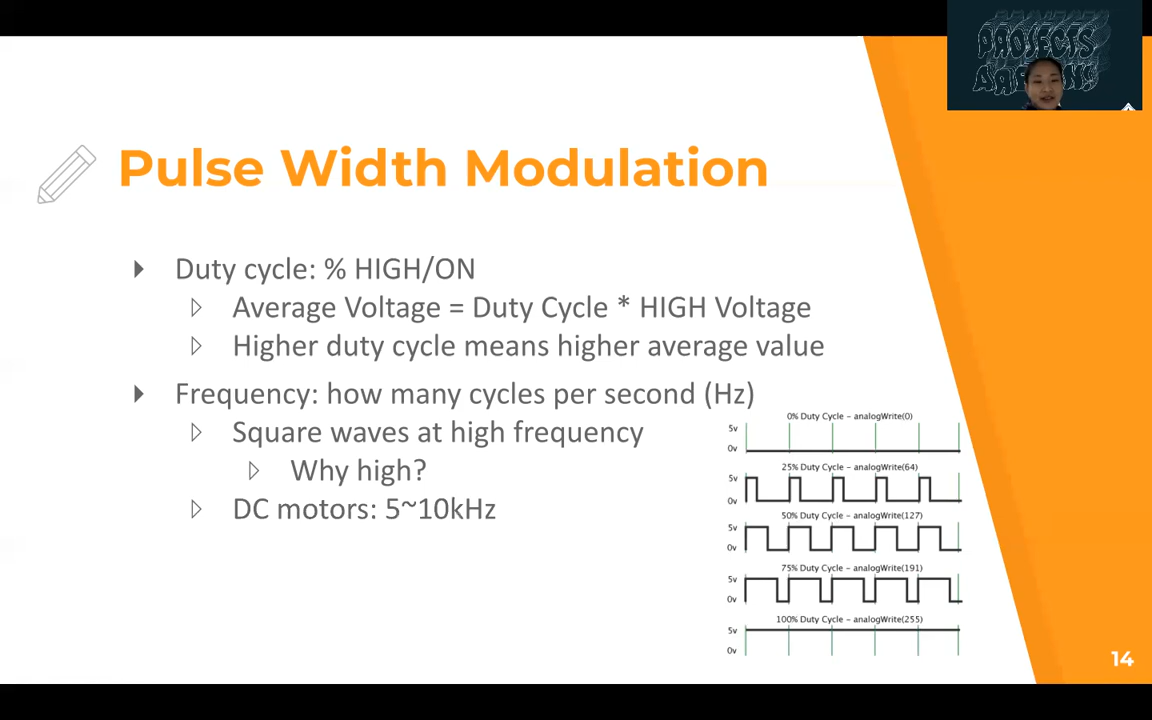 PROJECTS
Pulse Width Modulation
Duty cycle: % HIGH/ON
Average Voltage = Duty Cycle * HIGH Voltage
Higher duty cycle means higher average value
Frequency: how many cycles per second (Hz)
Square waves at high frequency
Why high?
DC motors: 5~10kHz
0% Duty Cycle – analogWrite(0)
5v
0v
25% Duty Cycle – analogWrite(64)
5v
0v
50% Duty Cycle – analogWrite(127)
5v
0v
75% Duty Cycle – analogWrite(191)
5v
0v
100% Duty Cycle – analogWrite(255)
5v
0v
14